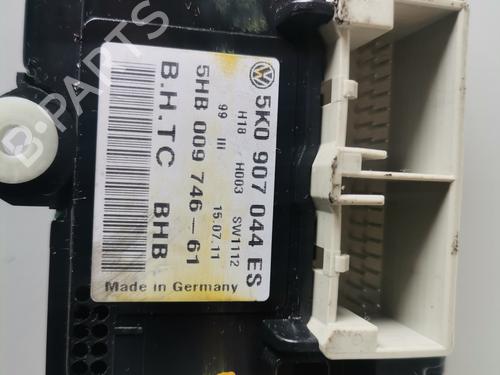 5K0 907 044 ES
H18 H003 SW1112
99 III 15.07.11
5HB 009 746-61
B.H.TC BHB
Made in Germany
B-PARTS